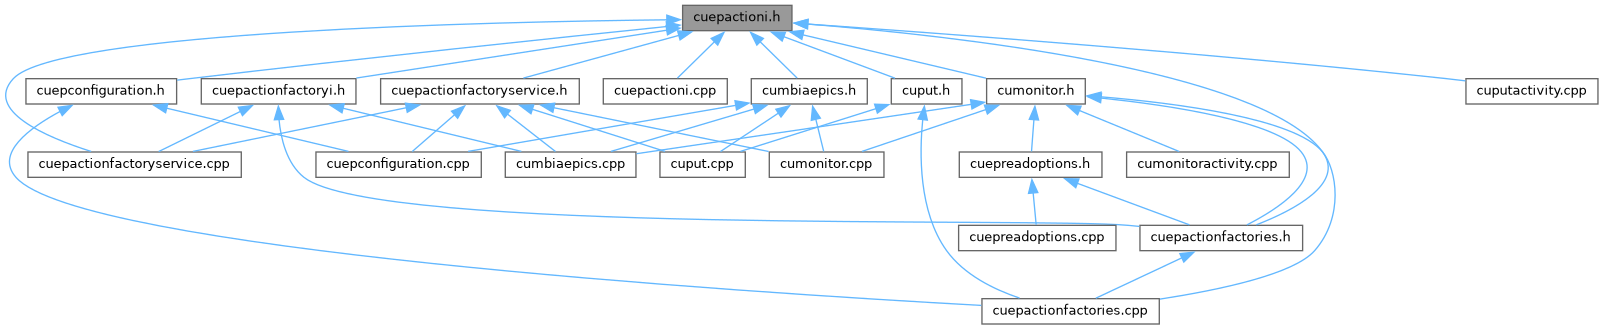 cuepactioni.h
cuepconfiguration.h
cuepactionfactoryi.h
cuepactionfactoryservice.h
cuepactioni.cpp
cumbiaepics.h
cuput.h
cumonitor.h
cuputactivity.cpp
cuepactionfactoryservice.cpp
cuepconfiguration.cpp
cumbiaepics.cpp
cuput.cpp
cumonitor.cpp
cuepreadoptions.h
cumonitoractivity.cpp
cuepreadoptions.cpp
cuepactionfactories.h
cuepactionfactories.cpp